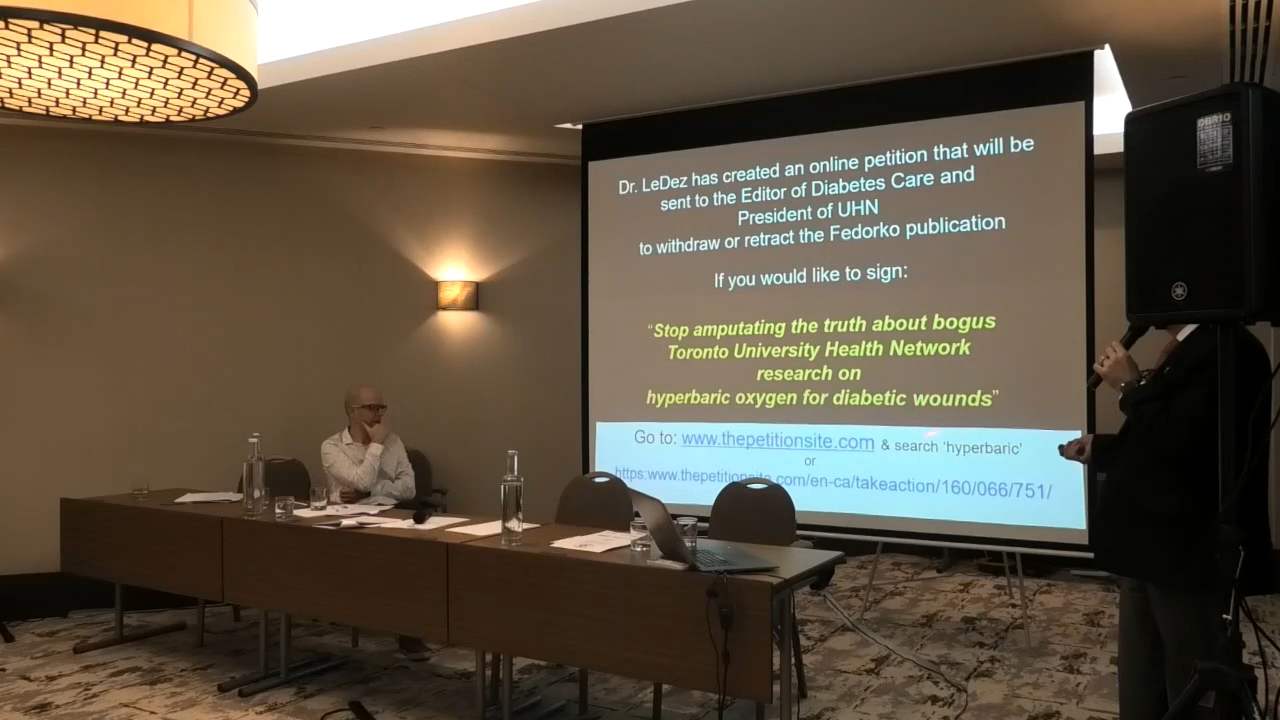 Dr. LeDez has created an online petition that will be
sent to the Editor of Diabetes Care and
President of UHN
to withdraw or retract the Fedorko publication
If you would like to sign:
"Stop amputating the truth about bogus
Toronto University Health Network
research on
hyperbaric oxygen for diabetic wounds"
Go to: www.thepetitionsite.com & search 'hyperbaric'
or
https:www.thepetitionsite.com/en-ca/takeaction/160/066/751/
DBR10